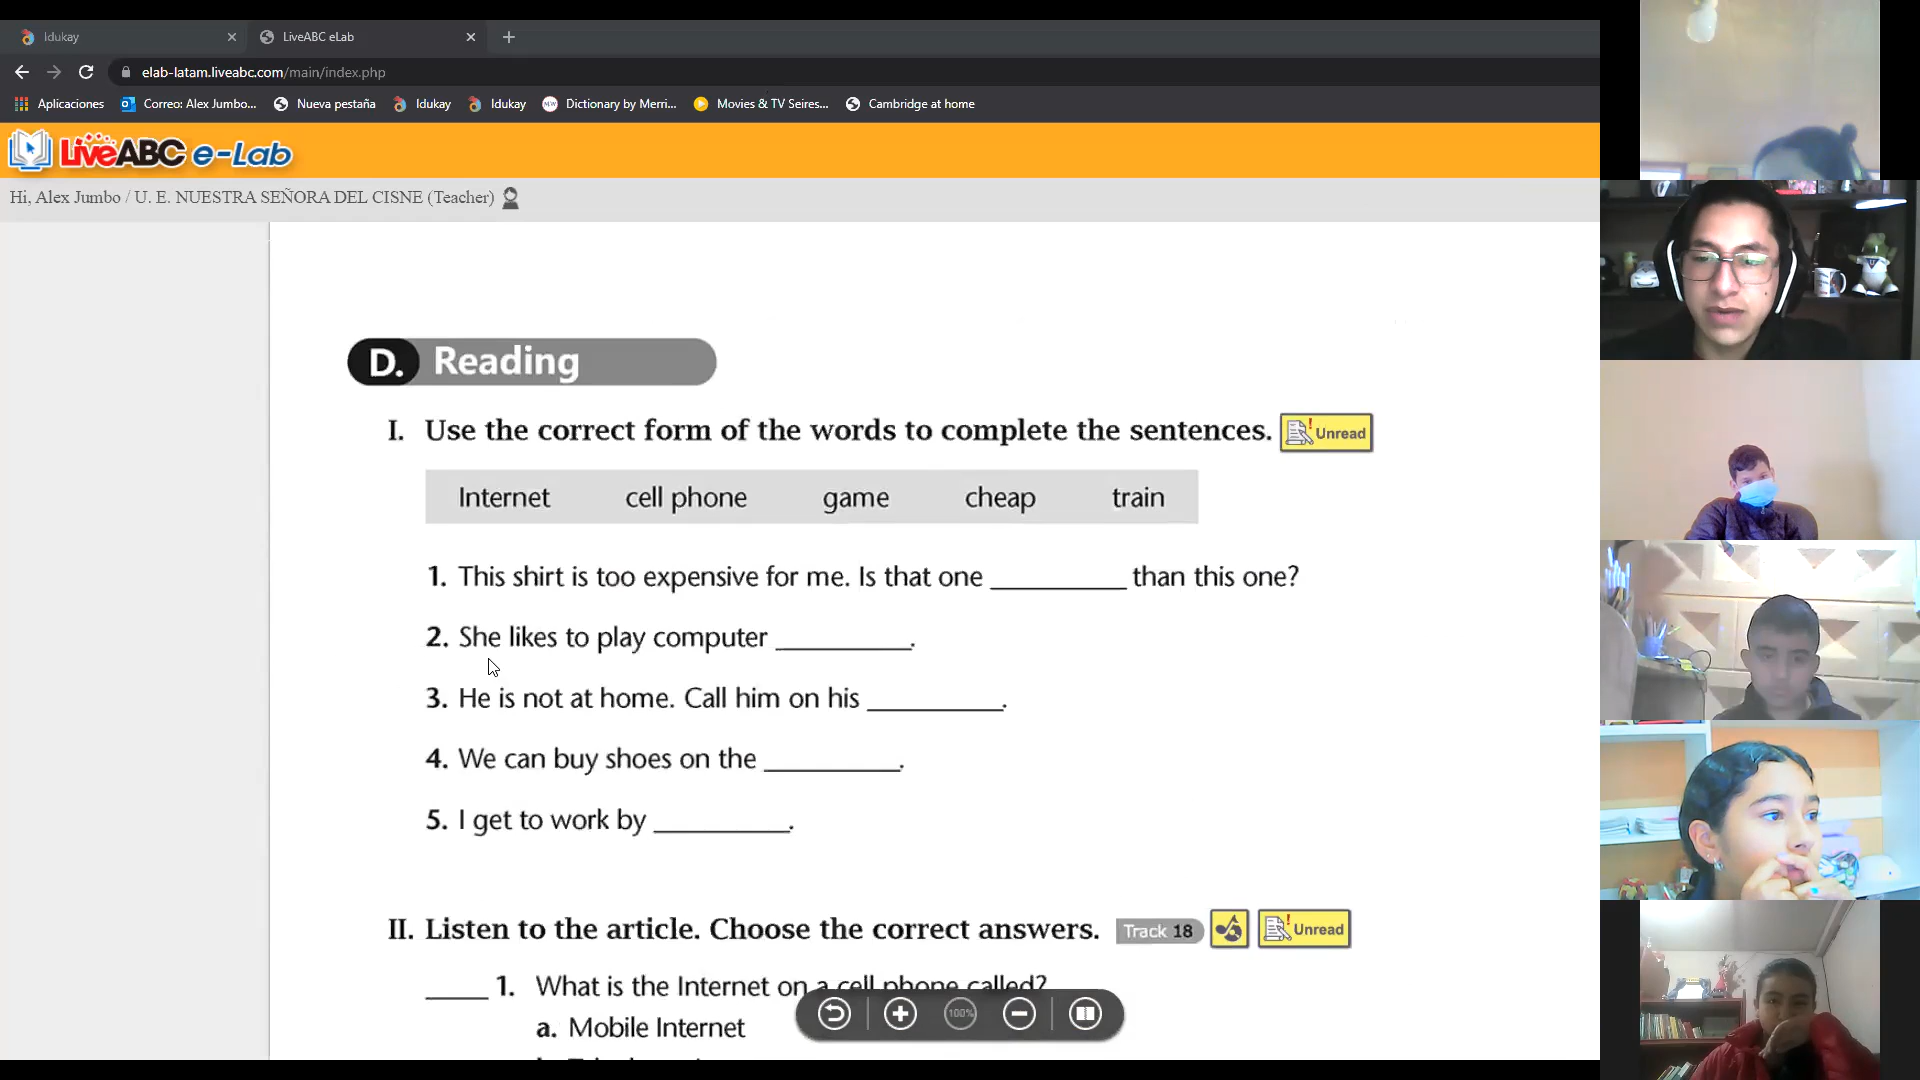 Idukay
LiveABC eLab
elab-latam.liveabc.com/main/index.php
Aplicaciones Correo: Alex Jumbo... Nueva pestaña Idukay Idukay Dictionary by Merri... Movies & TV Seires... Cambridge at home
LiveABC e-Lab
Hi, Alex Jumbo / U. E. NUESTRA SEÑORA DEL CISNE (Teacher)
D. Reading
I. Use the correct form of the words to complete the sentences. Unread
Internet cell phone game cheap train
1. This shirt is too expensive for me. Is that one __________ than this one?
2. She likes to play computer __________.
3. He is not at home. Call him on his __________.
4. We can buy shoes on the __________.
5. I get to work by __________.
II. Listen to the article. Choose the correct answers. Track 18 Unread
_____ 1. What is the Internet on a cell phone called?
100%
a. Mobile Internet